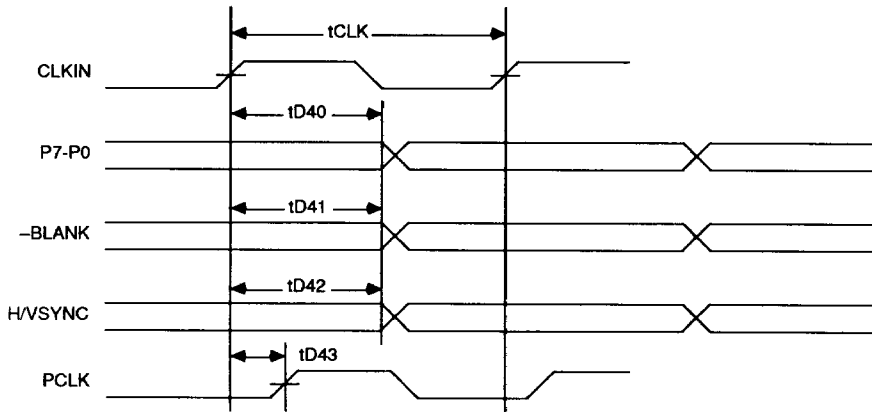 tCLK
CLKIN
tD40
P7-P0
tD41
–BLANK
tD42
H/VSYNC
tD43
PCLK